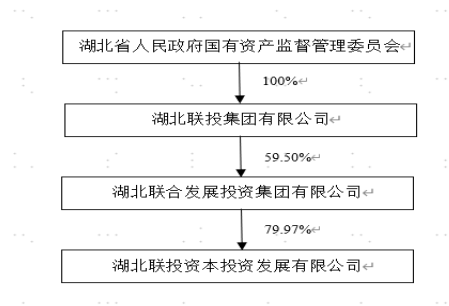 湖北省人民政府国有资产监督管理委员会
100%
湖北联投集团有限公司
59.50%
湖北联合发展投资集团有限公司
79.97%
湖北联投资本投资发展有限公司